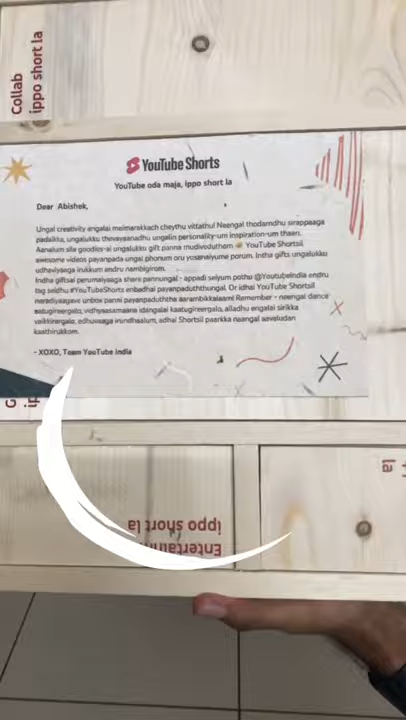 Collab
ippo short la
YouTube Shorts
YouTube oda maja, ippo short la
Dear Abishek,
Ungal creativity engalai meimarakkach cheythu vittathu! Neengal thodarndhu sirappaaga
padaikka, ungalukku thevaiyaanadhu ungalin personality-um inspiration-um thaan.
Aanalum sila goodies-ai ungalukku gift panna mudivoduthom YouTube Shortsil
awesome videos payanpada ungal phonum oru yosanaiyume porum. Intha gifts ungalukku
udhaviyaaga irukkum endru nambigirom.
Indha giftsai perumaiyaaga share pannungal - appadi seiyum pothu @YoutubeIndia endru
tag seidhu #YouTubeShorts enbadhai payanpaduththungal. Or idhai YouTube Shortsil
neradiyaagave unbox panni payanpaduththa aarambikkalaam! Remember - neengal dance
aatugireergalo, vidhyaasamaana idangalai kaatugireergalo, alladhu engalai sirikka
vaikkireergalo, edhuvaaga irundhaalum, adhai Shortsil paarkka naangal aaveludan
kaathirukkom.
- XOXO, Team YouTube India
la
ippo short la